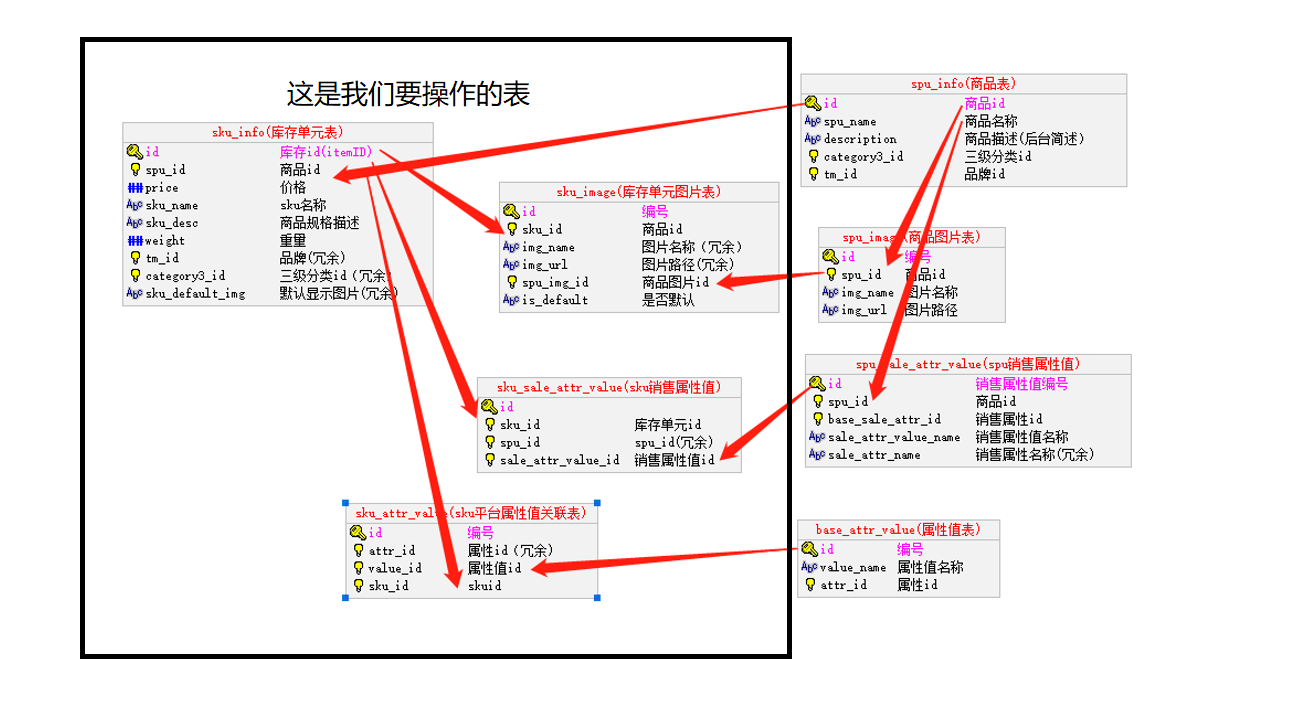 这是我们要操作的表
sku_info(库存单元表)
id 库存id(itemID)
spu_id 商品id
price 价格
sku_name sku名称
sku_desc 商品规格描述
weight 重量
tm_id 品牌(冗余)
category3_id 三级分类id（冗余)
sku_default_img 默认显示图片(冗余)
sku_image(库存单元图片表)
id 编号
sku_id 商品id
img_name 图片名称（冗余)
img_url 图片路径(冗余)
spu_img_id 商品图片id
is_default 是否默认
sku_sale_attr_value(sku销售属性值)
id
sku_id 库存单元id
spu_id spu_id(冗余)
sale_attr_value_id 销售属性值id
sku_attr_value(sku平台属性值关联表)
id 编号
attr_id 属性id（冗余)
value_id 属性值id
sku_id skuid
spu_info(商品表)
id 商品id
spu_name 商品名称
description 商品描述(后台简述)
category3_id 三级分类id
tm_id 品牌id
spu_image(商品图片表)
id 编号
spu_id 商品id
img_name 图片名称
img_url 图片路径
spu_sale_attr_value(spu销售属性值)
id 销售属性值编号
spu_id 商品id
base_sale_attr_id 销售属性id
sale_attr_value_name 销售属性值名称
sale_attr_name 销售属性名称(冗余)
base_attr_value(属性值表)
id 编号
value_name 属性值名称
attr_id 属性id